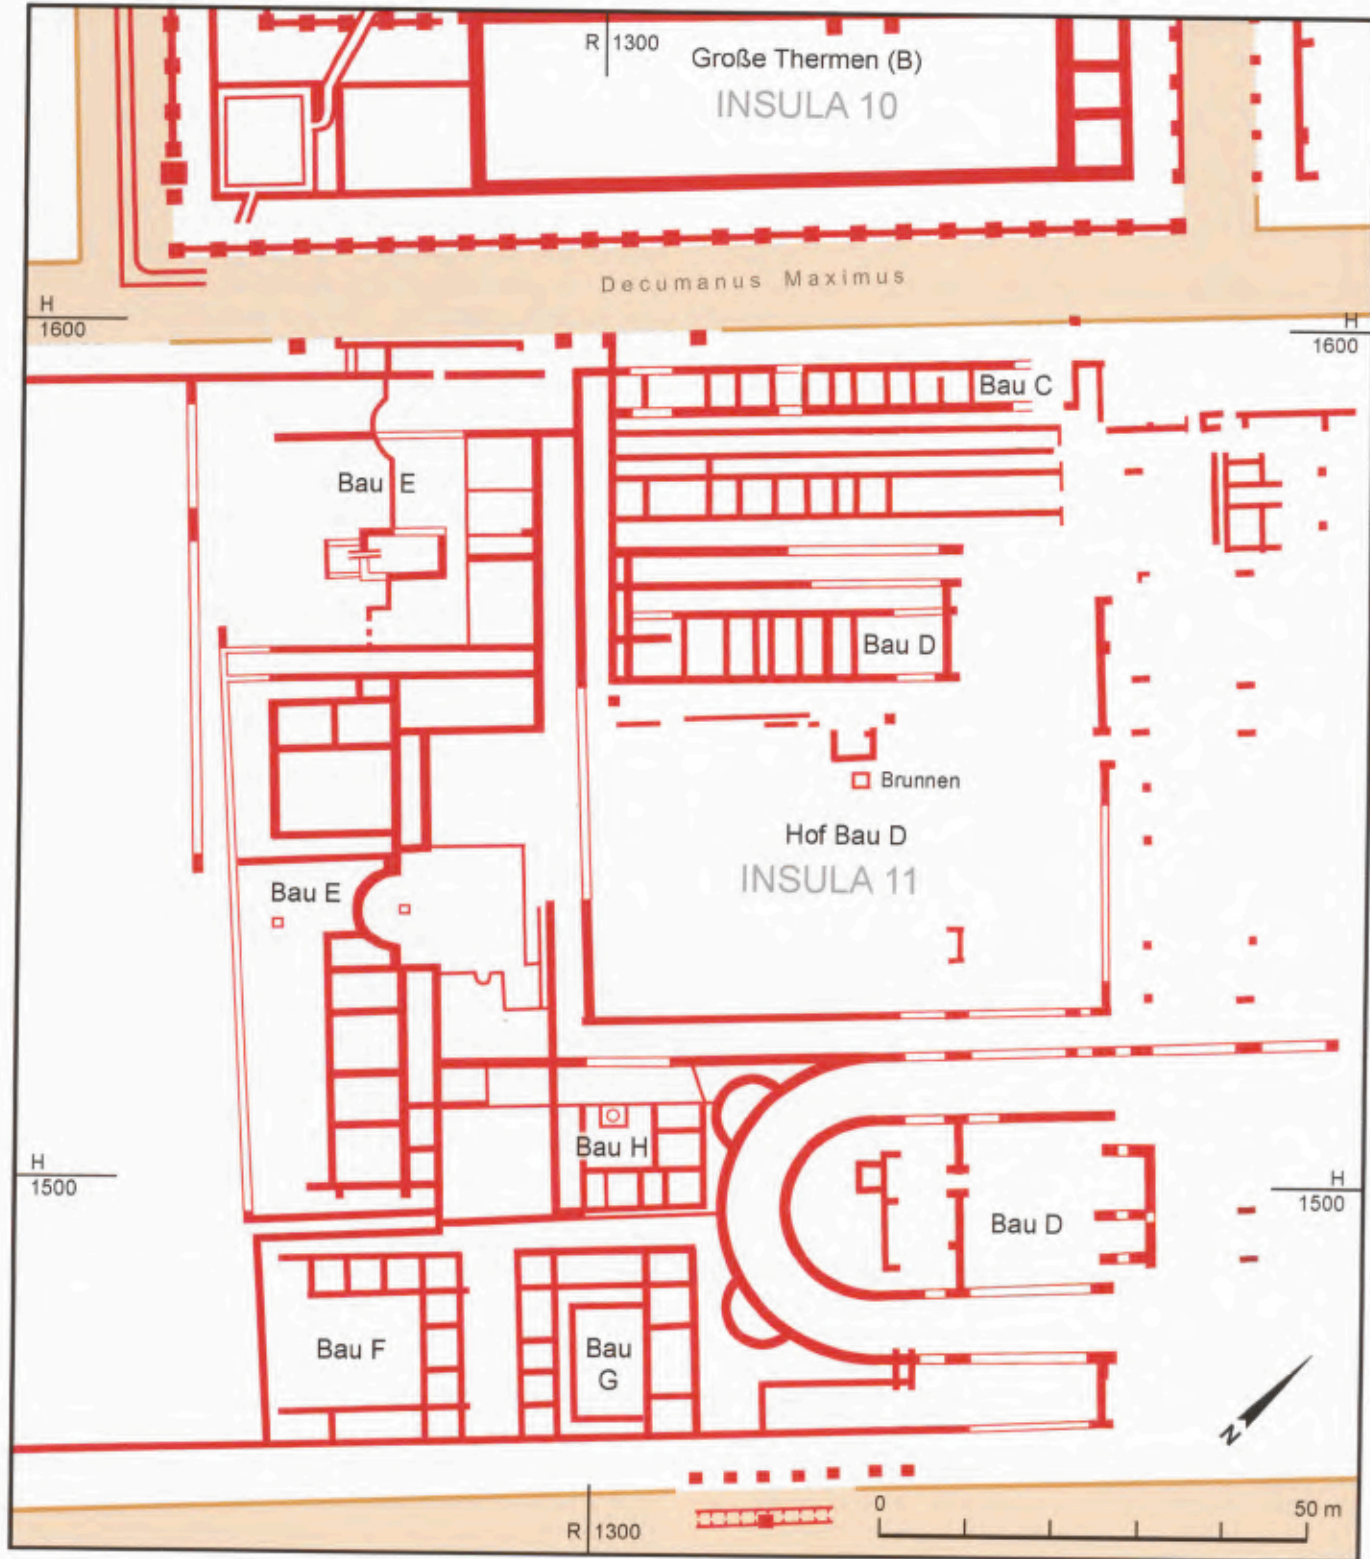 R 1300
Große Thermen (B)
INSULA 10
Decumanus Maximus
H
1600
H
1600
Bau C
Bau E
Bau D
Brunnen
Hof Bau D
INSULA 11
Bau E
Bau H
H
1500
H
1500
Bau D
Bau F
Bau
G
N
R 1300
0
50 m